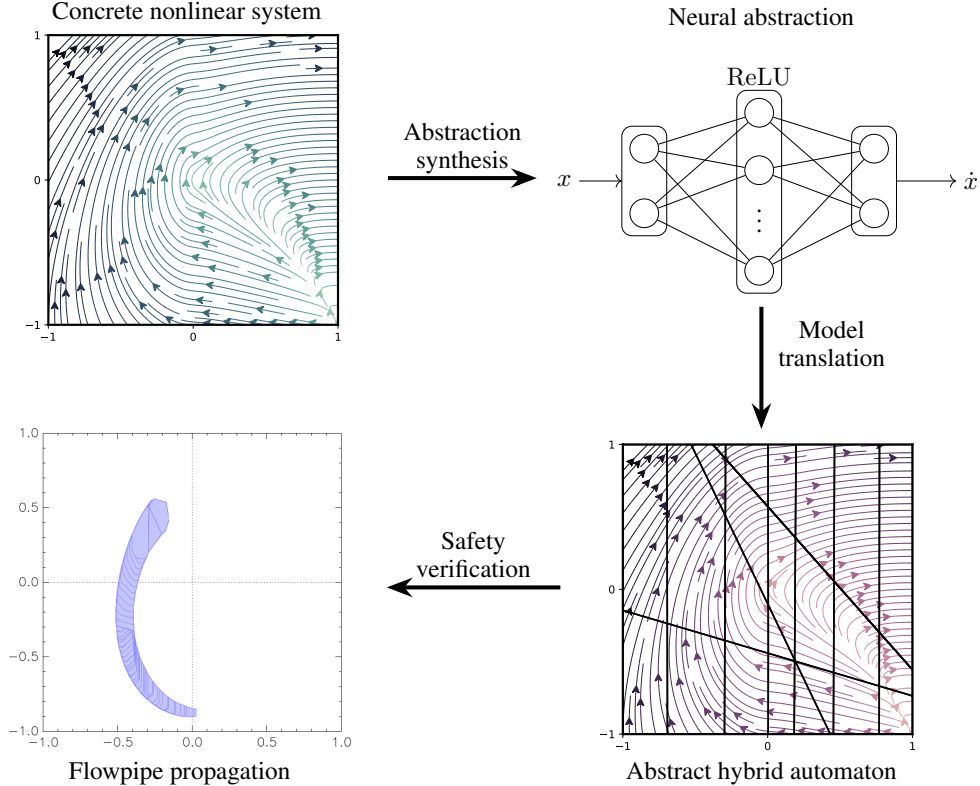 Concrete nonlinear system
1
0
−1
−1
0
1
Abstraction
synthesis
Neural abstraction
ReLU
x
ẋ
Model
translation
1
0
−1
−1
0
1
Abstract hybrid automaton
Safety
verification
1.0
0.5
0.0
−0.5
−1.0
−1.0
−0.5
0.0
0.5
1.0
Flowpipe propagation